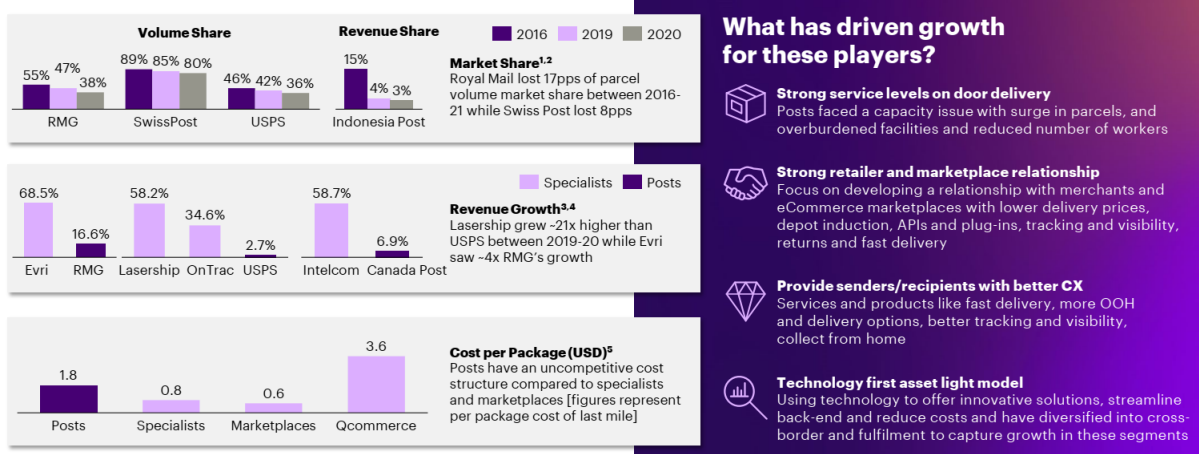 Volume Share
Revenue Share
2016 2019 2020
55% 47% 38%
89% 85% 80%
46% 42% 36%
15% 4% 3%
RMG SwissPost USPS Indonesia Post
Market Share1,2
Royal Mail lost 17pps of parcel
volume market share between 2016-
21 while Swiss Post lost 8pps
Specialists Posts
68.5% 16.6%
58.2% 34.6% 2.7%
58.7% 6.9%
Evri RMG Lasership OnTrac USPS Intelcom Canada Post
Revenue Growth3,4
Lasership grew ~21x higher than
USPS between 2019-20 while Evri
saw ~4x RMG’s growth
1.8 0.8 0.6 3.6
Posts Specialists Marketplaces Qcommerce
Cost per Package (USD)5
Posts have an uncompetitive cost
structure compared to specialists
and marketplaces [figures represent
per package cost of last mile]
What has driven growth
for these players?
Strong service levels on door delivery
Posts faced a capacity issue with surge in parcels, and
overburdened facilities and reduced number of workers
Strong retailer and marketplace relationship
Focus on developing a relationship with merchants and
eCommerce marketplaces with lower delivery prices,
depot induction, APIs and plug-ins, tracking and visibility,
returns and fast delivery
Provide senders/recipients with better CX
Services and products like fast delivery, more OOH
and delivery options, better tracking and visibility,
collect from home
Technology first asset light model
Using technology to offer innovative solutions, streamline
back-end and reduce costs and have diversified into cross-
border and fulfilment to capture growth in these segments